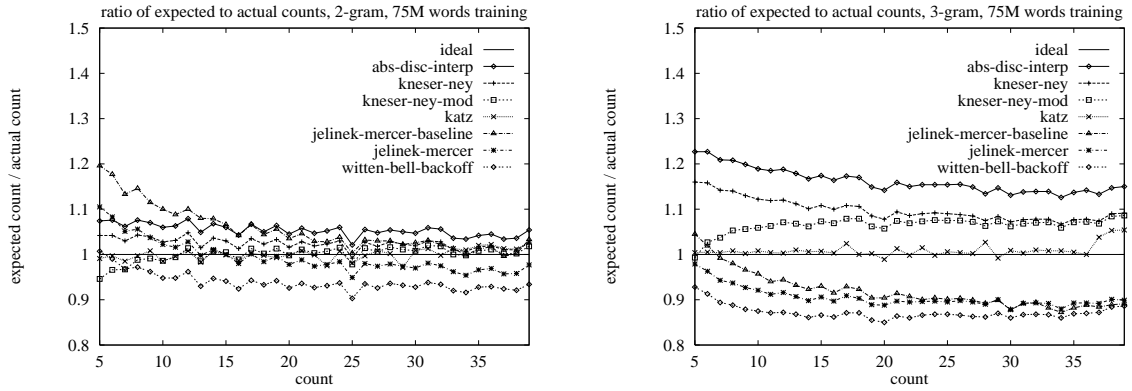 ratio of expected to actual counts, 2-gram, 75M words training
1.5
1.4
1.3
1.2
1.1
1
0.9
0.8
expected count / actual count
ideal
abs-disc-interp
kneser-ney
kneser-ney-mod
katz
jelinek-mercer-baseline
jelinek-mercer
witten-bell-backoff
5 10 15 20 25 30 35
count
ratio of expected to actual counts, 3-gram, 75M words training
1.5
1.4
1.3
1.2
1.1
1
0.9
0.8
expected count / actual count
ideal
abs-disc-interp
kneser-ney
kneser-ney-mod
katz
jelinek-mercer-baseline
jelinek-mercer
witten-bell-backoff
5 10 15 20 25 30 35
count